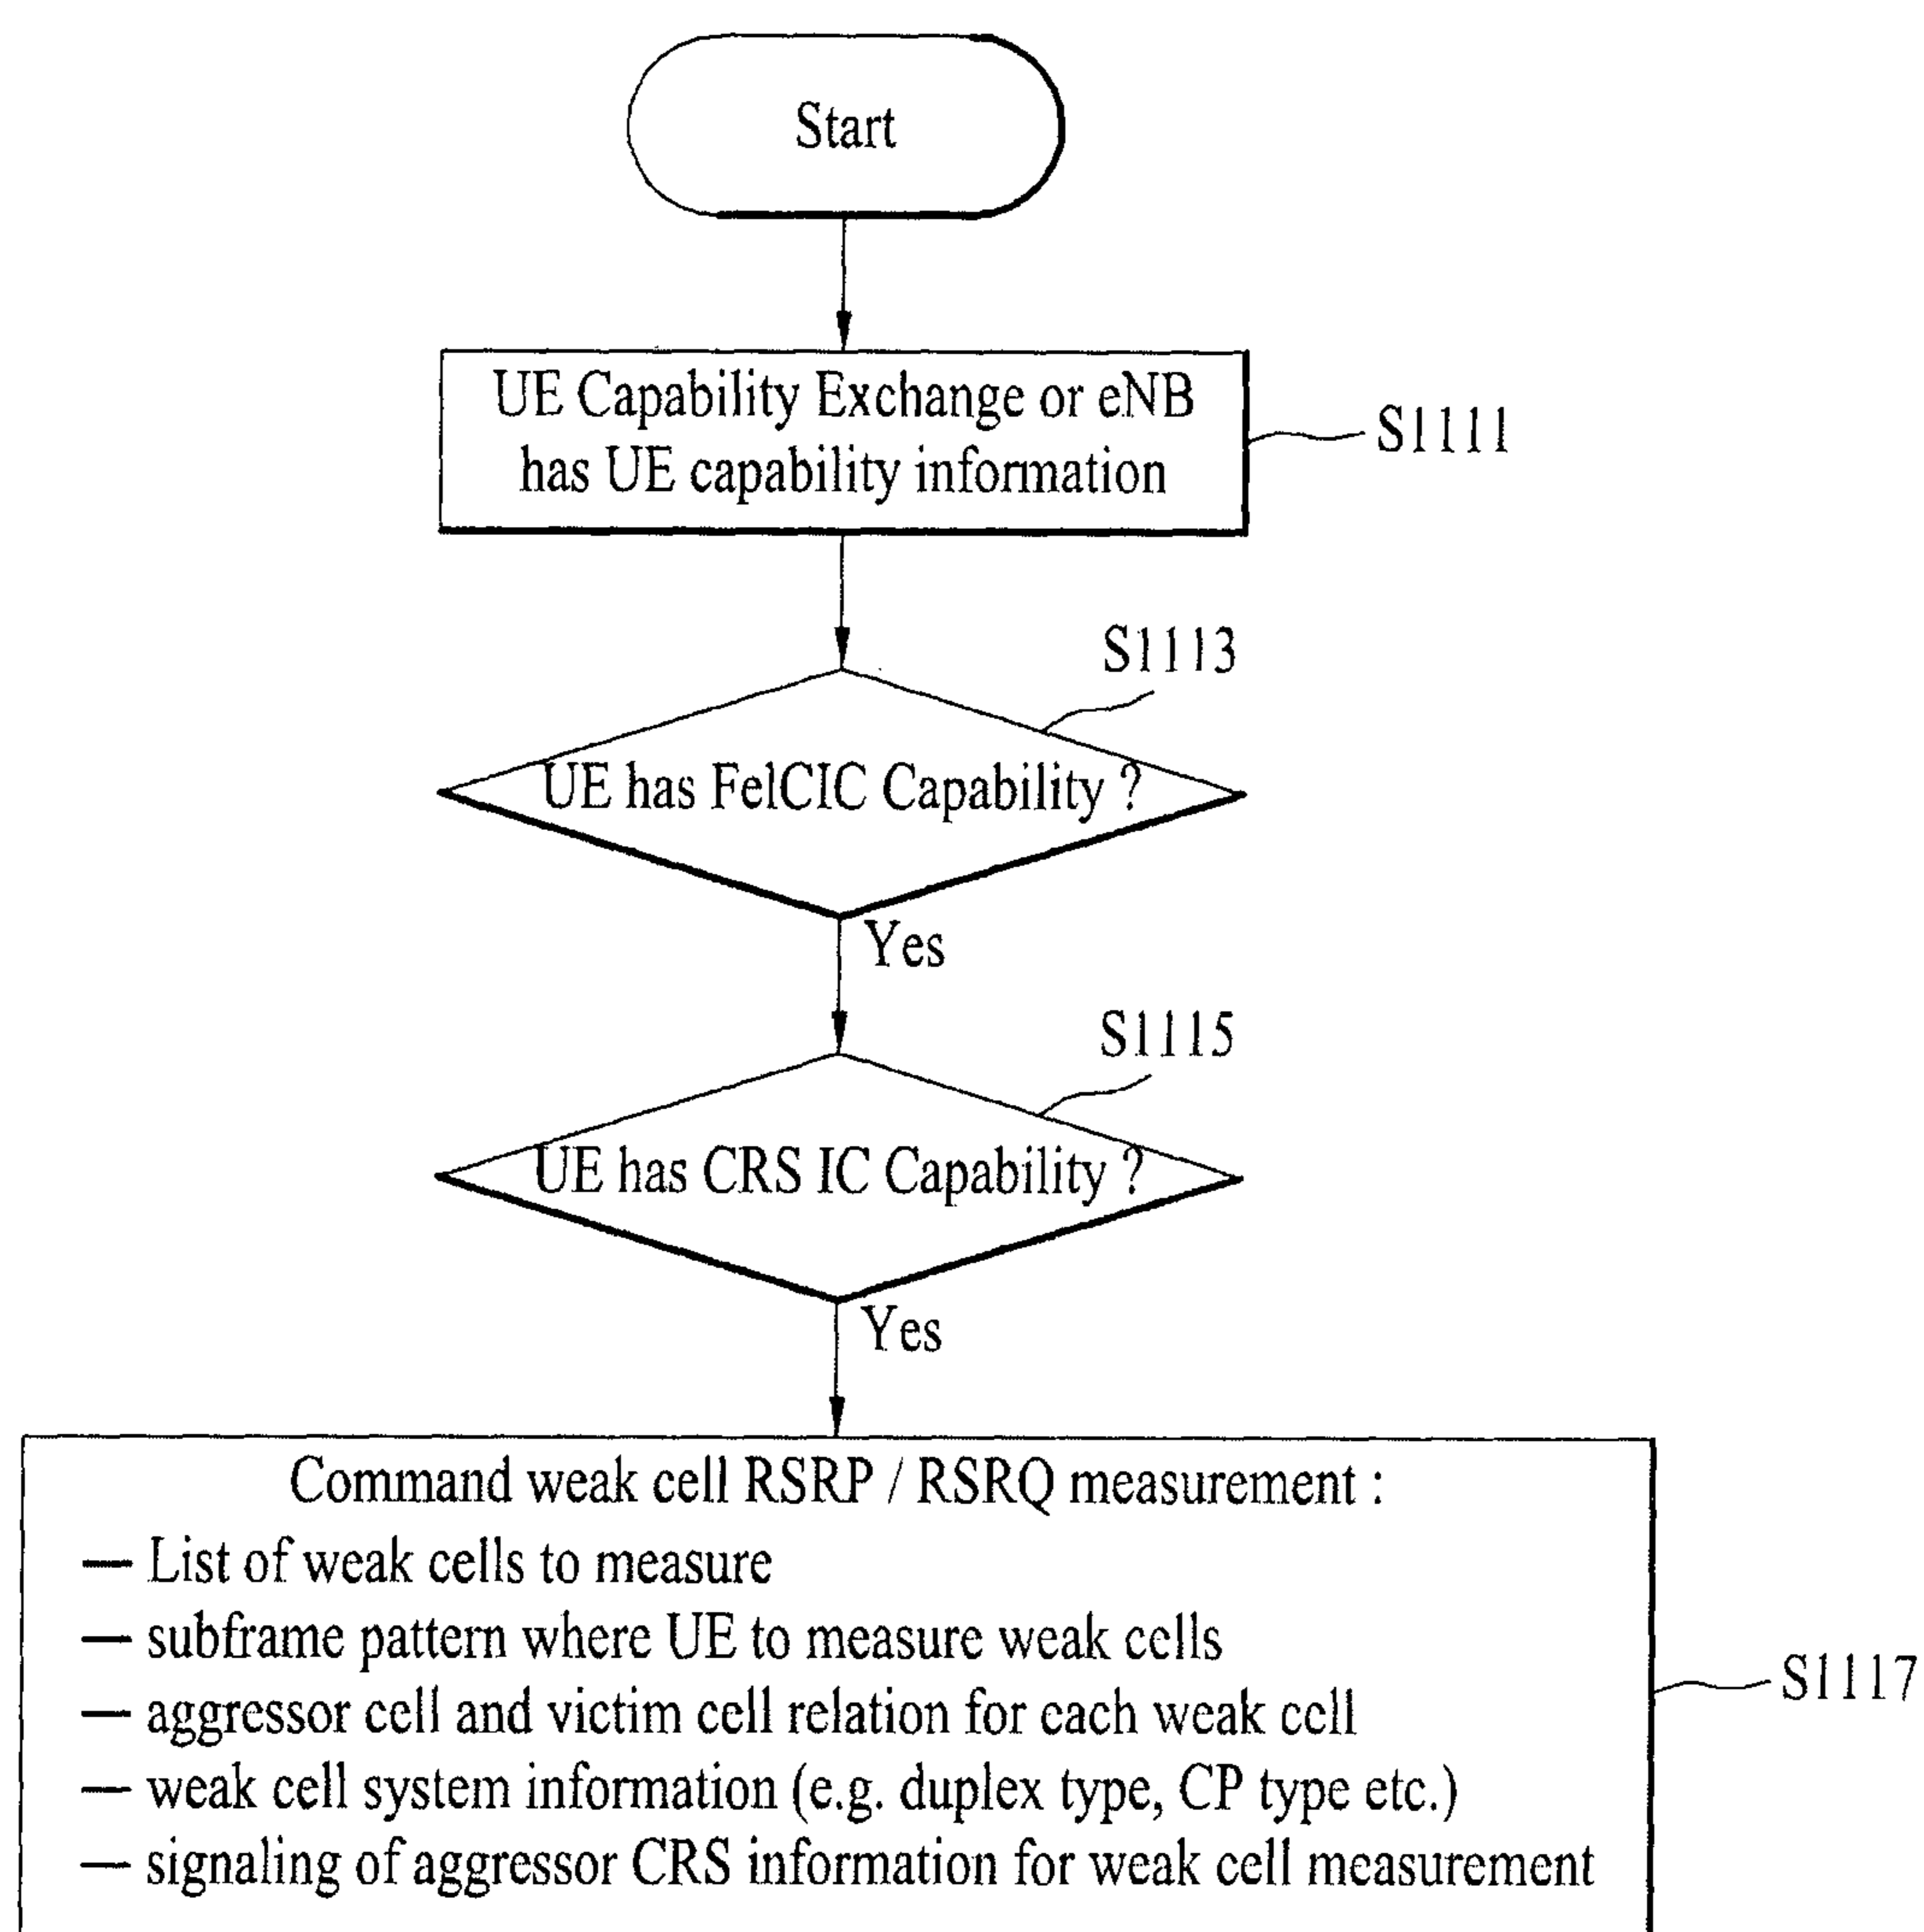 Start
UE Capability Exchange or eNB
has UE capability information
S1111
S1113
UE has FeICIC Capability ?
Yes
S1115
UE has CRS IC Capability ?
Yes
Command weak cell RSRP / RSRQ measurement :
— List of weak cells to measure
— subframe pattern where UE to measure weak cells
— aggressor cell and victim cell relation for each weak cell
S1117
— weak cell system information (e.g. duplex type, CP type etc.)
— signaling of aggressor CRS information for weak cell measurement